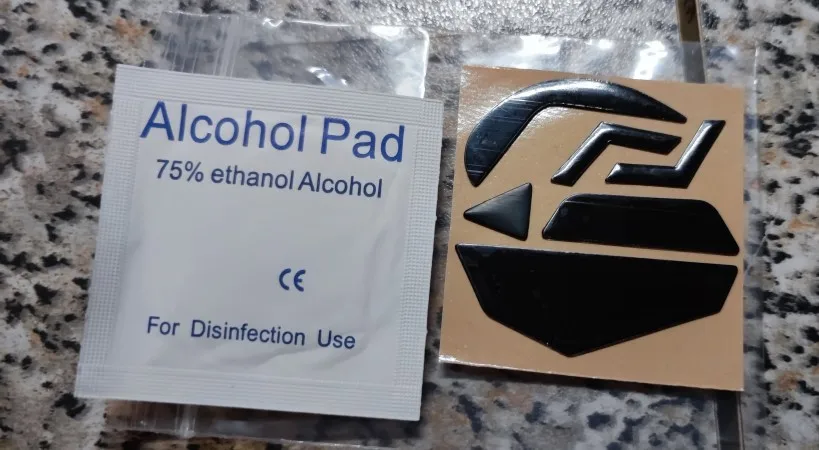 Alcohol Pad
75% ethanol Alcohol
CE
For Disinfection Use